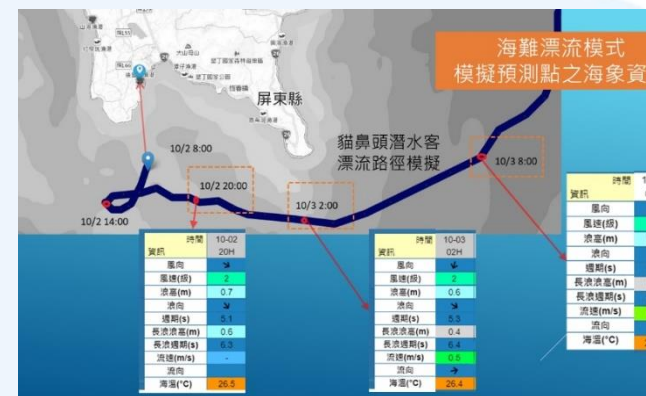 海難漂流模式
模擬預測點之海象資
屏東縣
貓鼻頭潛水客
漂流路徑模擬
10/2 8:00
10/3 8:00
10/2 20:00
10/3 2:00
10/2 14:00
時間 10-02
資訊 20H
風向
風速(級) 2
浪高(m) 0.7
浪向
週期(s) 5.1
長浪浪高(m) 0.6
長浪週期(s) 6.3
流速(m/s) -
流向
海溫(°C) 26.5
時間 10-03
資訊 02H
風向
風速(級) 2
浪高(m) 0.6
浪向
週期(s) 5.3
長浪浪高(m) 0.4
長浪週期(s) 6.4
流速(m/s) 0.5
流向
海溫(°C) 26.4
時間
資訊
風向
風速(級)
浪高(m)
浪向
週期(s)
長浪浪高(m)
長浪週期(s)
流速(m/s)
流向
海溫(°C)